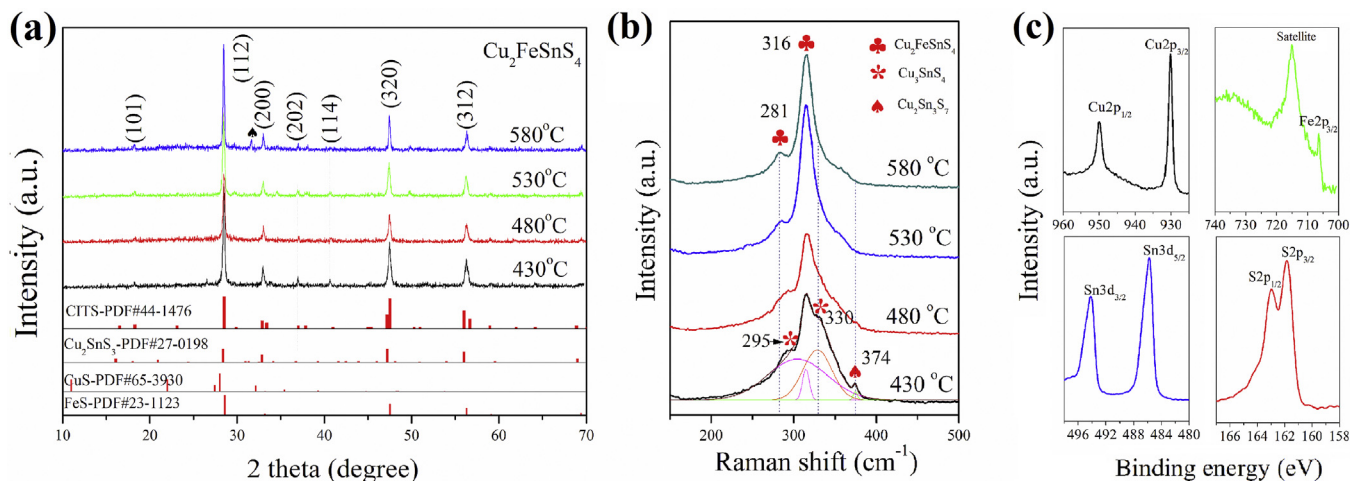 (a)
Cu₂FeSnS₄
(101)
(112)
♠
(200)
(202)
(114)
(320)
(312)
580°C
530°C
480°C
430°C
CITS-PDF#44-1476
Cu₂SnS₃-PDF#27-0198
CuS-PDF#65-3930
FeS-PDF#23-1123
Intensity (a.u.)
10 20 30 40 50 60 70
2 theta (degree)
(b)
316
♣ Cu₂FeSnS₄
Cu₃SnS₄
♠ Cu₂Sn₃S₇
281
580 °C
530 °C
480 °C
330
295
374
430 °C
Intensity (a.u.)
200 300 400 500
Raman shift (cm⁻¹)
(c)
Cu2p₃/₂
Cu2p₁/₂
960 950 940 930
Satellite
Fe2p₃/₂
740 730 720 710 700
Sn3d₅/₂
Sn3d₃/₂
496 492 488 484 480
S2p₃/₂
S2p₁/₂
166 164 162 160 158
Intensity (a.u.)
Binding energy (eV)